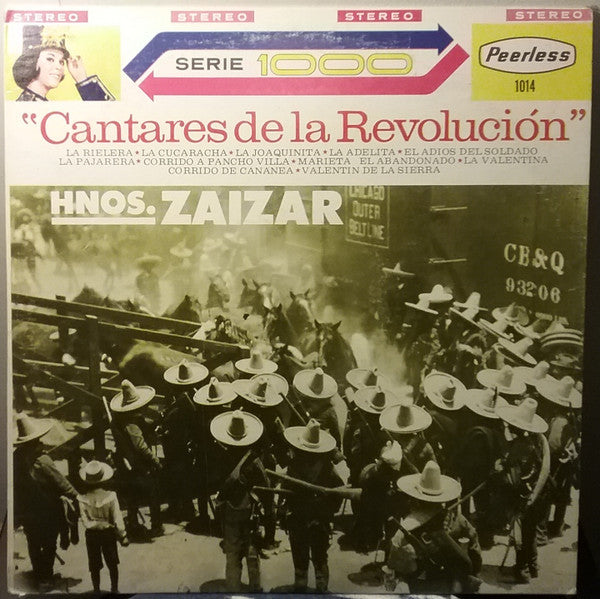 STEREO STEREO STEREO STEREO
SERIE 1000
Peerless
1014
"Cantares de la Revolución"
LA RIELERA★LA CUCARACHA★LA JOAQUINITA★LA ADELITA★EL ADIOS DEL SOLDADO
LA PAJARERA★CORRIDO A PANCHO VILLA★MARIETA EL ABANDONADO★LA VALENTINA
CORRIDO DE CANANEA★VALENTIN DE LA SIERRA
HNOS. ZAIZAR
CHICAGO
OUTER
BELT LINE
CB&Q
93206